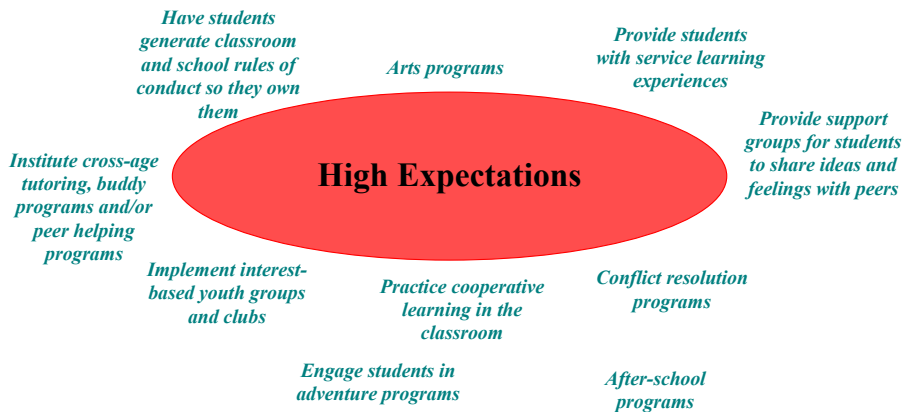 Have students
generate classroom
and school rules of
conduct so they own
them
Arts programs
Provide students
with service learning
experiences
Provide support
groups for students
to share ideas and
feelings with peers
Institute cross-age
tutoring, buddy
programs and/or
peer helping
programs
High Expectations
Implement interest-
based youth groups
and clubs
Practice cooperative
learning in the
classroom
Conflict resolution
programs
Engage students in
adventure programs
After-school
programs